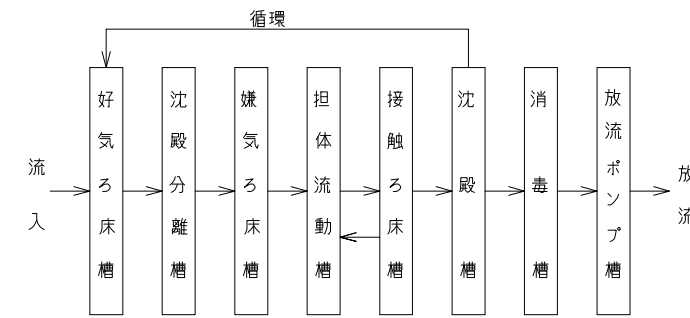 循環
流入
好気ろ床槽
沈殿分離槽
嫌気ろ床槽
担体流動槽
接触ろ床槽
沈殿槽
消毒槽
放流ポンプ槽
放流